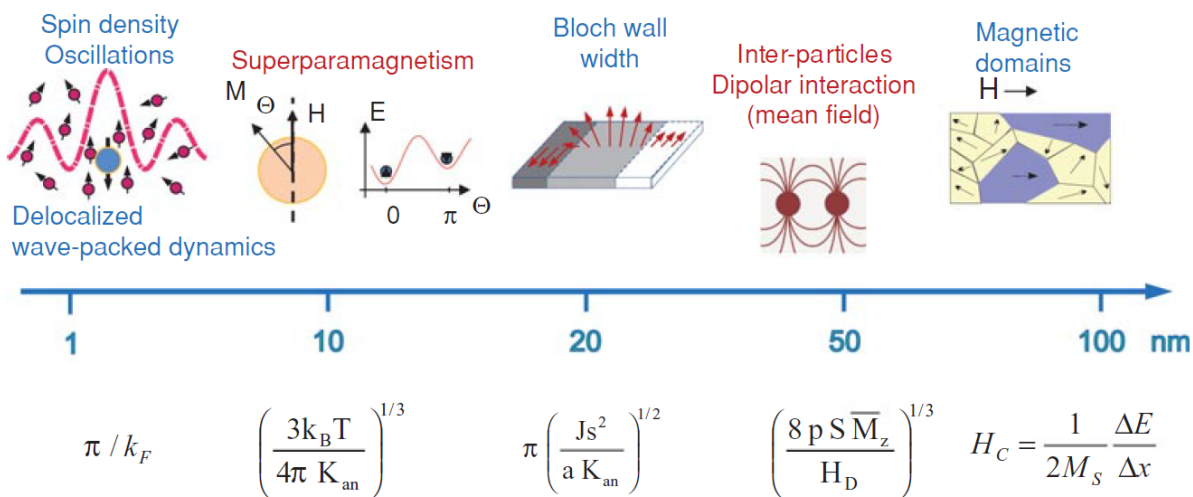 Spin density
Oscillations
Superparamagnetism
Bloch wall
width
Inter-particles
Dipolar interaction
(mean field)
Magnetic
domains
M
Θ
H
E
0
π
Θ
H
Delocalized
wave-packed dynamics
1
10
20
50
100
nm
π / k_F
(3k_B T / 4π K_an)^1/3
π (Js^2 / a K_an)^1/2
(8 p S M̅_z / H_D)^1/3
H_C = 1 / 2M_S ΔE / Δx